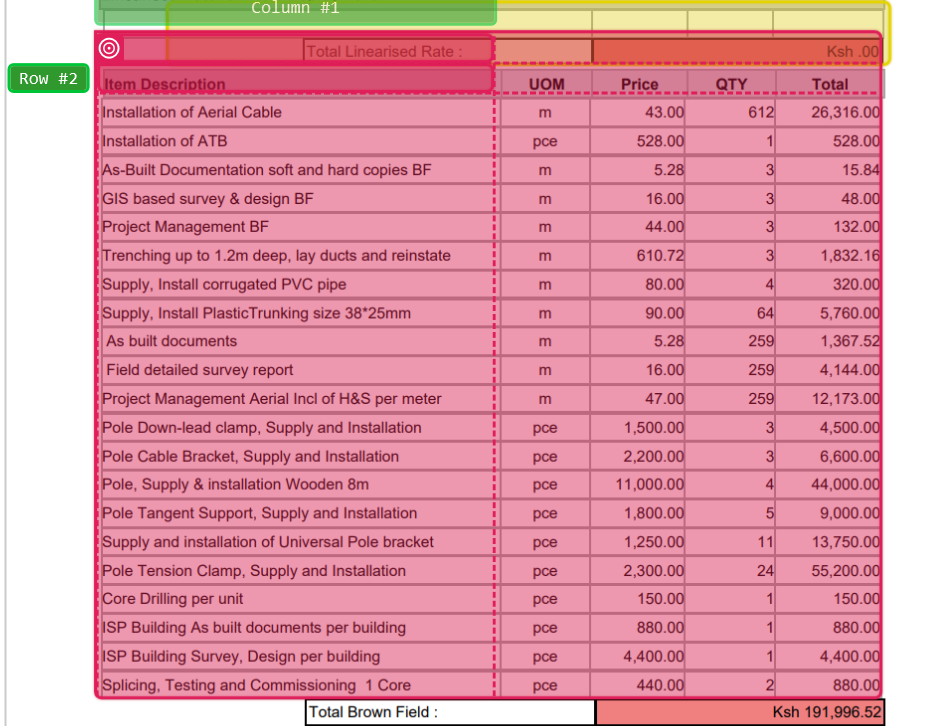 Column #1
Total Linearised Rate : Ksh .00
Row #2
Item Description UOM Price QTY Total
Installation of Aerial Cable m 43.00 612 26,316.00
Installation of ATB pce 528.00 1 528.00
As-Built Documentation soft and hard copies BF m 5.28 3 15.84
GIS based survey & design BF m 16.00 3 48.00
Project Management BF m 44.00 3 132.00
Trenching up to 1.2m deep, lay ducts and reinstate m 610.72 3 1,832.16
Supply, Install corrugated PVC pipe m 80.00 4 320.00
Supply, Install PlasticTrunking size 38*25mm m 90.00 64 5,760.00
As built documents m 5.28 259 1,367.52
Field detailed survey report m 16.00 259 4,144.00
Project Management Aerial Incl of H&S per meter m 47.00 259 12,173.00
Pole Down-lead clamp, Supply and Installation pce 1,500.00 3 4,500.00
Pole Cable Bracket, Supply and Installation pce 2,200.00 3 6,600.00
Pole, Supply & installation Wooden 8m pce 11,000.00 4 44,000.00
Pole Tangent Support, Supply and Installation pce 1,800.00 5 9,000.00
Supply and installation of Universal Pole bracket pce 1,250.00 11 13,750.00
Pole Tension Clamp, Supply and Installation pce 2,300.00 24 55,200.00
Core Drilling per unit pce 150.00 1 150.00
ISP Building As built documents per building pce 880.00 1 880.00
ISP Building Survey, Design per building pce 4,400.00 1 4,400.00
Splicing, Testing and Commissioning 1 Core pce 440.00 2 880.00
Total Brown Field : Ksh 191,996.52